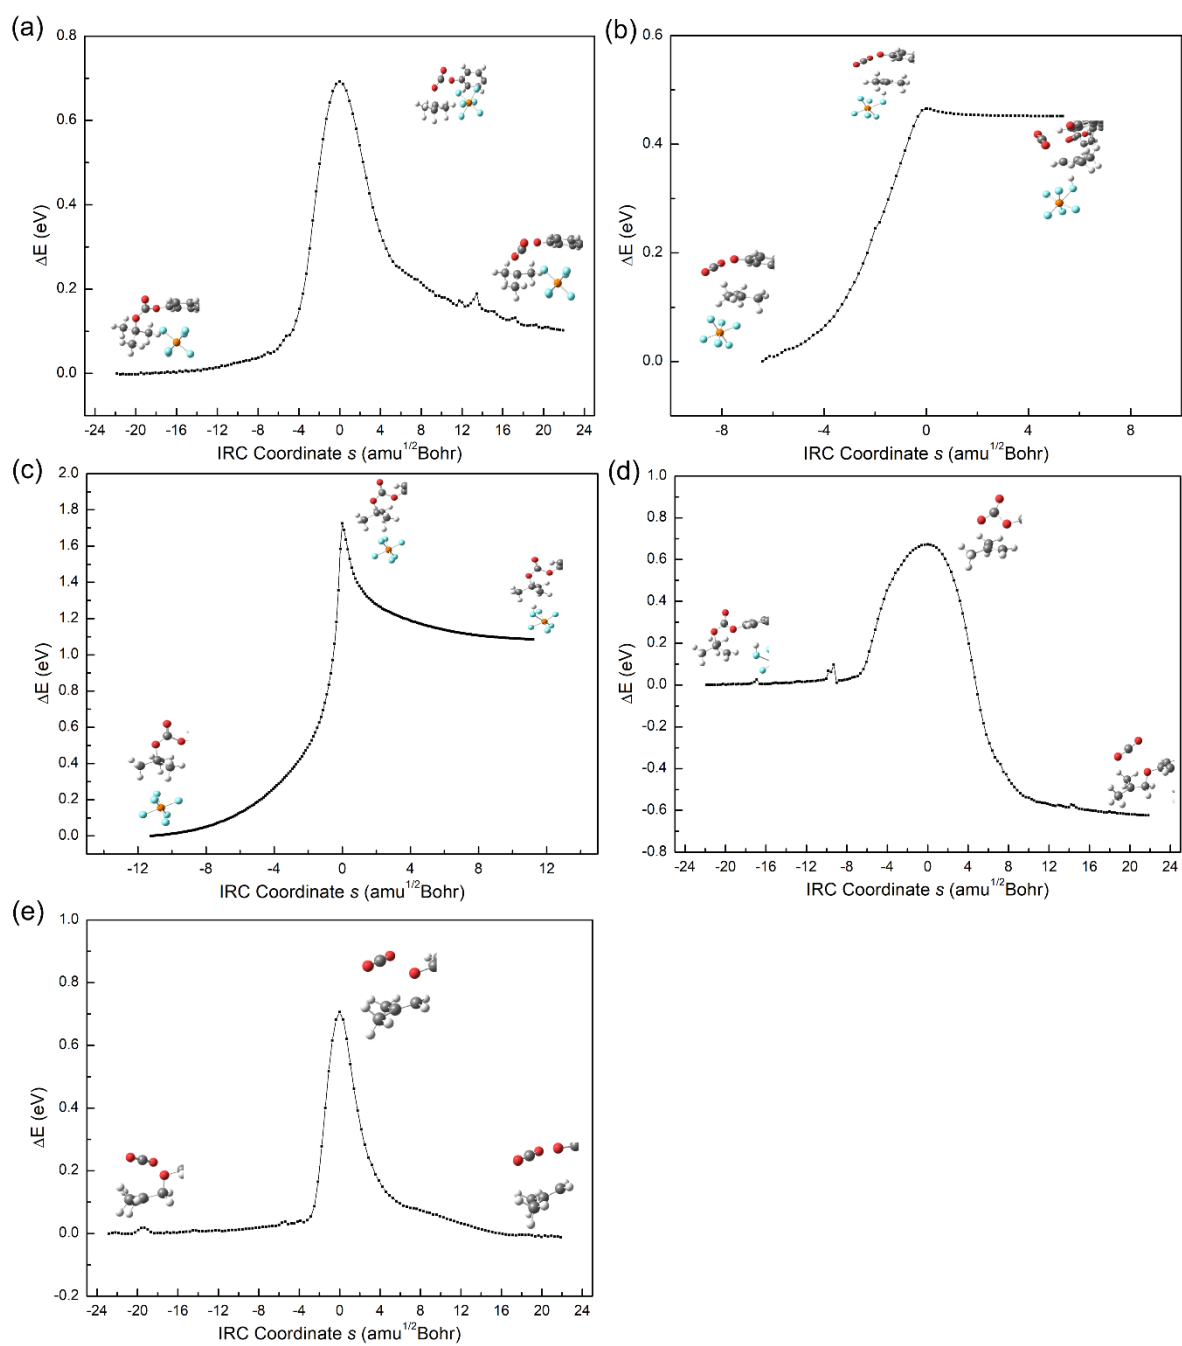 (a)
0.8
0.6
0.4
0.2
0.0
ΔE (eV)
-24 -20 -16 -12 -8 -4 0 4 8 12 16 20 24
IRC Coordinate s (amu1/2Bohr)
(b)
0.6
0.4
0.2
0.0
ΔE (eV)
-8 -4 0 4 8
IRC Coordinate s (amu1/2Bohr)
(c)
2.0
1.8
1.6
1.4
1.2
1.0
0.8
0.6
0.4
0.2
0.0
ΔE (eV)
-12 -8 -4 0 4 8 12
IRC Coordinate s (amu1/2Bohr)
(d)
1.0
0.8
0.6
0.4
0.2
0.0
-0.2
-0.4
-0.6
-0.8
ΔE (eV)
-24 -20 -16 -12 -8 -4 0 4 8 12 16 20 24
IRC Coordinate s (amu1/2Bohr)
(e)
1.0
0.8
0.6
0.4
0.2
0.0
-0.2
ΔE (eV)
-24 -20 -16 -12 -8 -4 0 4 8 12 16 20 24
IRC Coordinate s (amu1/2Bohr)